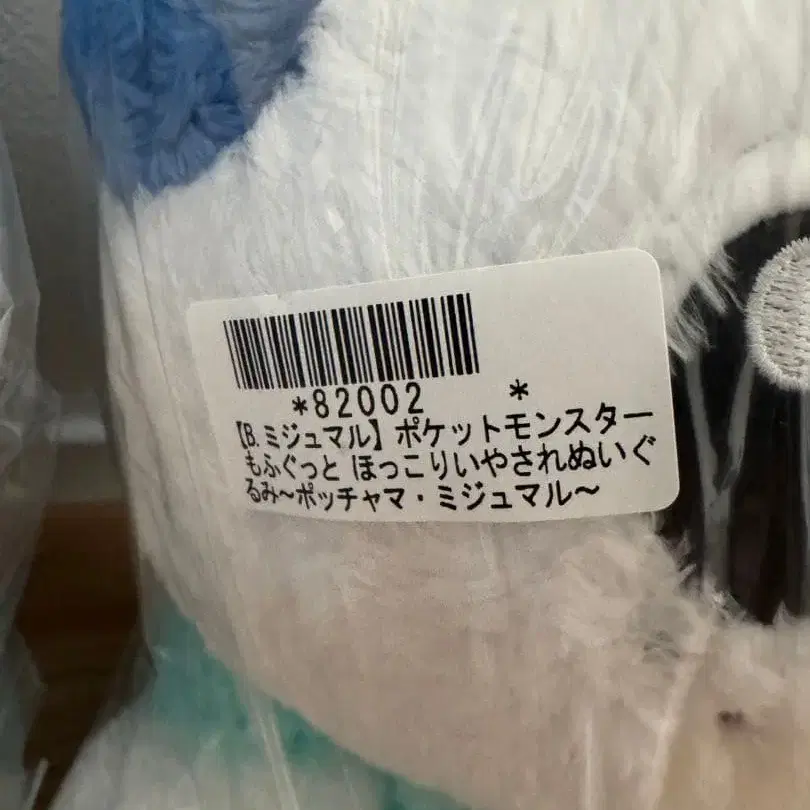 *82002 *
【B.ミジュマル】ポケットモンスター
もふぐっと ほっこりいやされぬいぐ
るみ～ポッチャマ・ミジュマル～